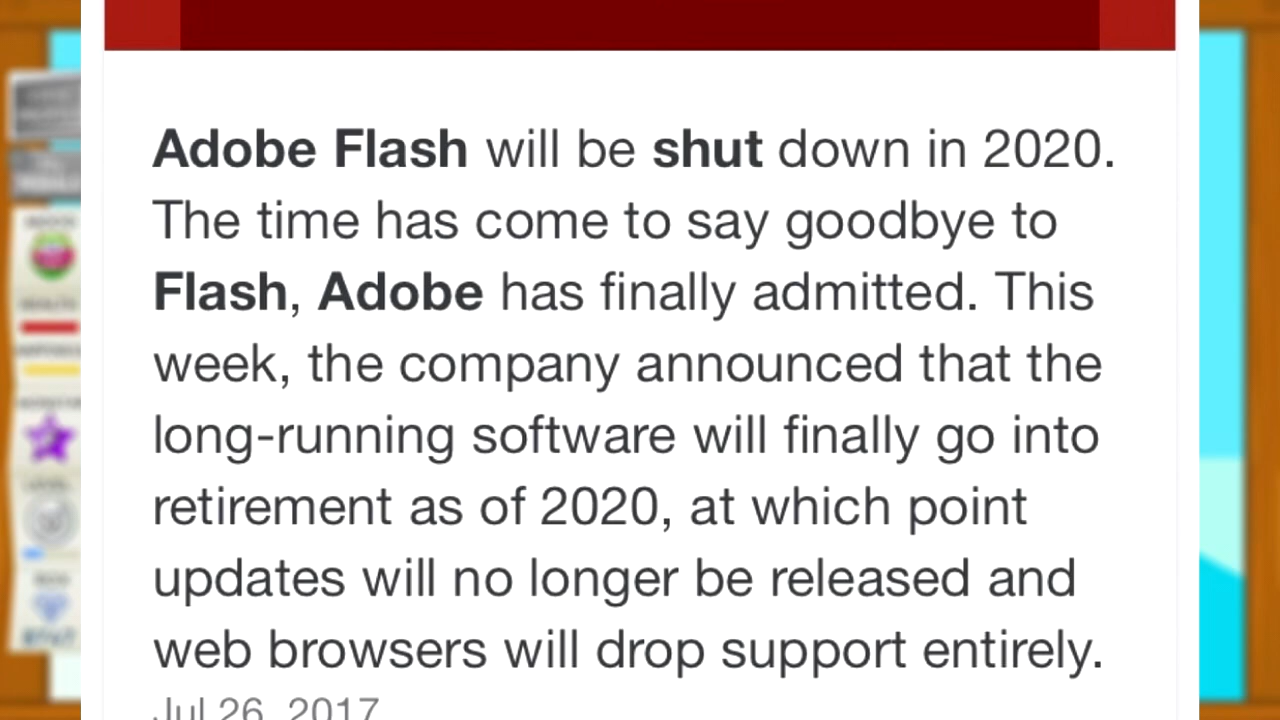 Adobe Flash will be shut down in 2020.
The time has come to say goodbye to
Flash, Adobe has finally admitted. This
week, the company announced that the
long-running software will finally go into
retirement as of 2020, at which point
updates will no longer be released and
web browsers will drop support entirely.
Jul 26, 2017